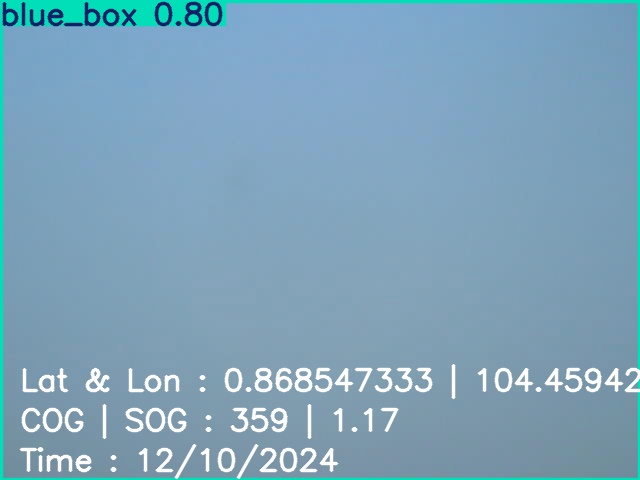 blue_box 0.80
Lat & Lon : 0.868547333 | 104.45942
COG | SOG : 359 | 1.17
Time : 12/10/2024